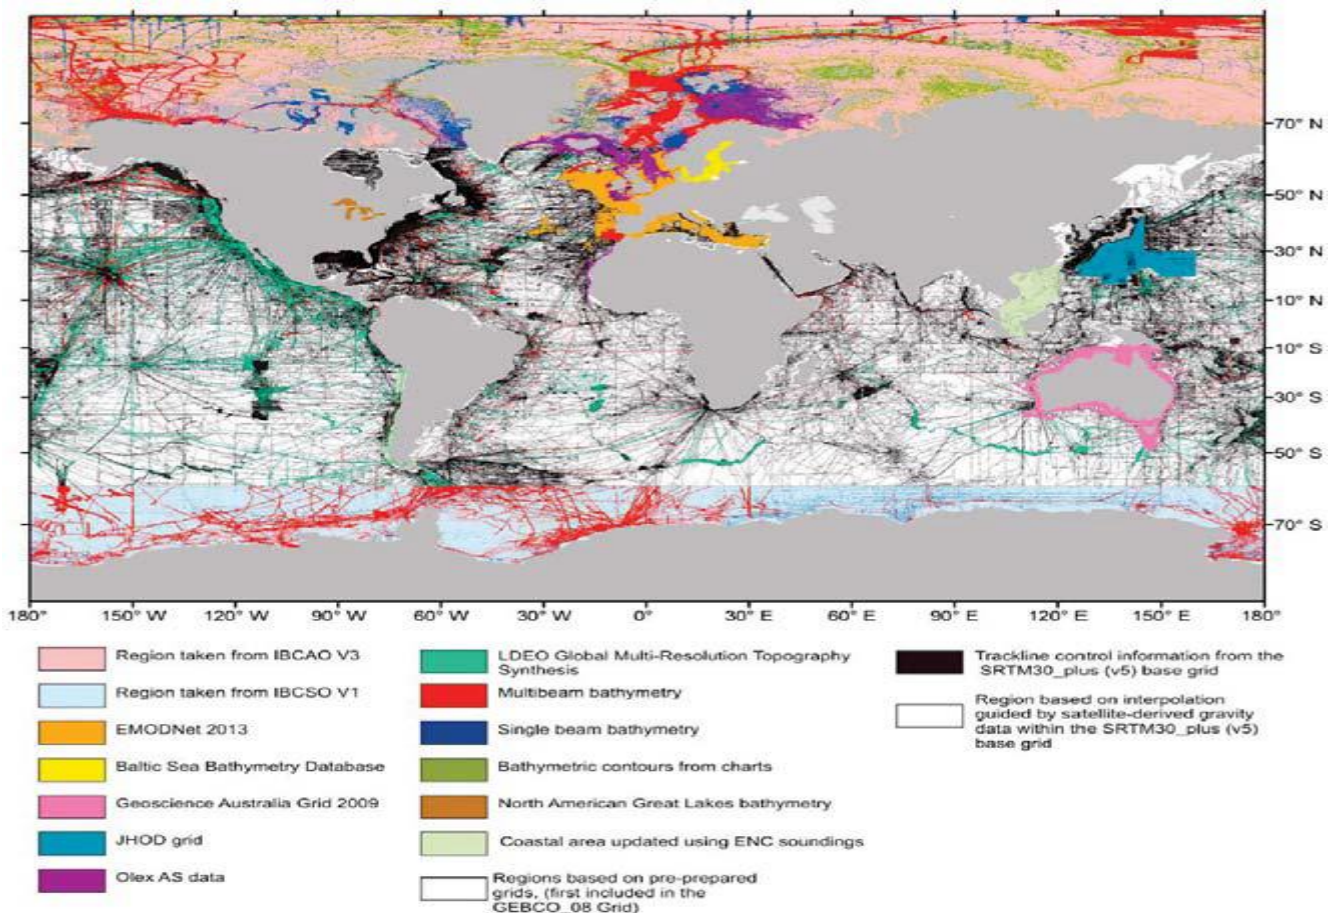 70° N
50° N
30° N
10° N
10° S
30° S
50° S
70° S
180° 150° W 120° W 90° W 60° W 30° W 0° 30° E 60° E 90° E 120° E 150° E 180°
Region taken from IBCAO V3
Region taken from IBCSO V1
EMODNet 2013
Baltic Sea Bathymetry Database
Geoscience Australia Grid 2009
JHOD grid
Olex AS data
LDEO Global Multi-Resolution Topography
Synthesis
Multibeam bathymetry
Single beam bathymetry
Bathymetric contours from charts
North American Great Lakes bathymetry
Coastal area updated using ENC soundings
Regions based on pre-prepared
grids, (first included in the
GEBCO_08 Grid)
Trackline control information from the
SRTM30_plus (v5) base grid
Region based on interpolation
guided by satellite-derived gravity
data within the SRTM30_plus (v5)
base grid